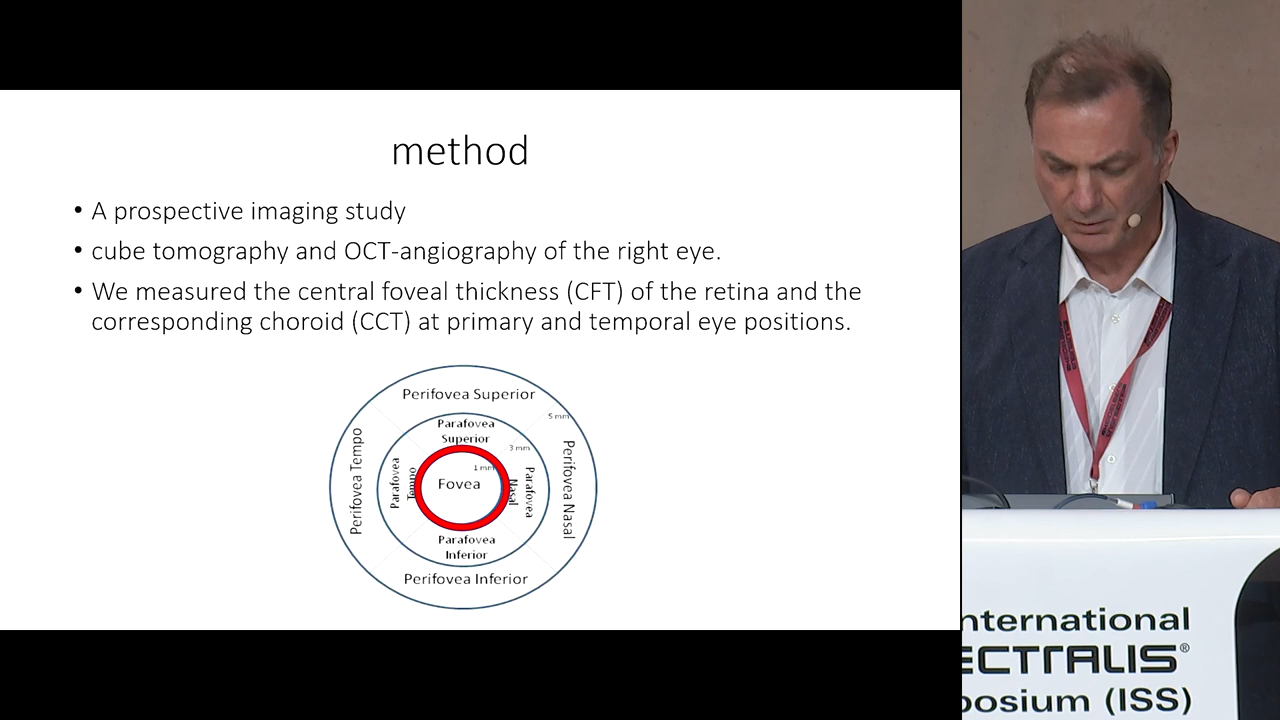 method
• A prospective imaging study
• cube tomography and OCT-angiography of the right eye.
• We measured the central foveal thickness (CFT) of the retina and the
corresponding choroid (CCT) at primary and temporal eye positions.
Perifovea Superior
5 mm
Parafovea
Superior
3 mm
1 mm
Perifovea Tempo
Parafovea
Tempo
Fovea
Nasal
Parafovea
Perifovea Nasal
Parafovea
Inferior
Perifovea Inferior
nternational
ECTRALIS®
posium (ISS)